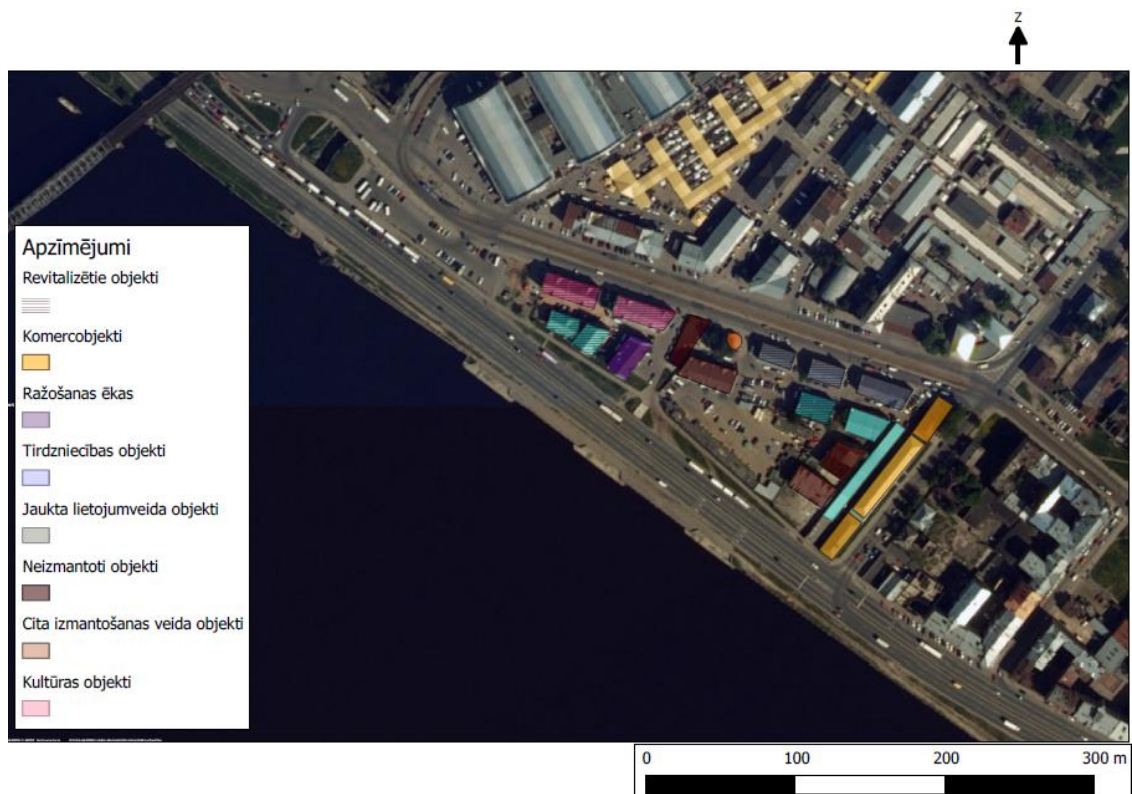 Z
Apzīmējumi
Revitalizētie objekti
Komercobjekti
Ražošanas ēkas
Tirdzniecības objekti
Jaukta lietojumveida objekti
Neizmantoti objekti
Cita izmantošanas veida objekti
Kultūras objekti
0 100 200 300 m